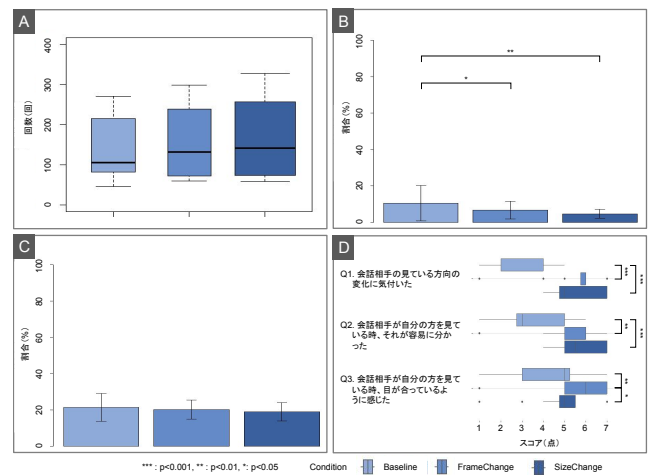 A
回数(回)
0
100
200
300
400
B
割合(%)
0
20
40
60
80
100
*
**
C
割合(%)
0
20
40
60
80
100
D
Q1. 会話相手の見ている方向の
変化に気付いた
***
***
Q2. 会話相手が自分の方を見て
いる時、それが容易に分か
った
**
***
Q3. 会話相手が自分の方を見て
いる時、目が合っているよ
うに感じた
**
*
1 2 3 4 5 6 7
スコア(点)
*** : p<0.001, ** : p<0.01, *: p<0.05 Condition Baseline FrameChange SizeChange